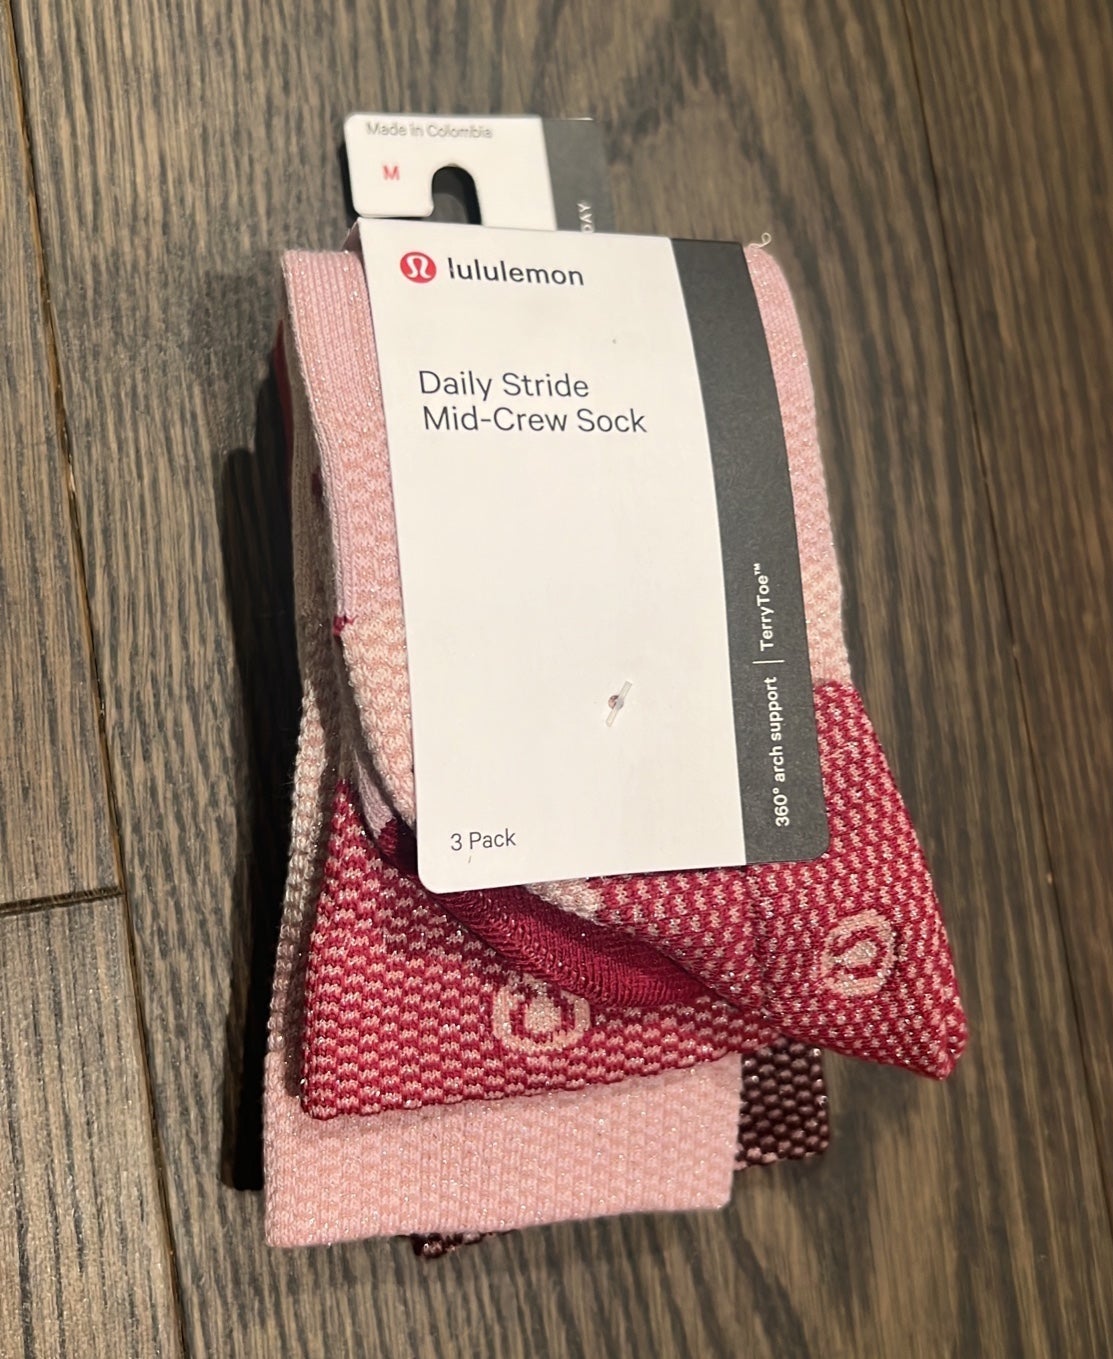 Made in Colombia
M
lululemon
Daily Stride
Mid-Crew Sock
360° arch support | TerryToe™
3 Pack